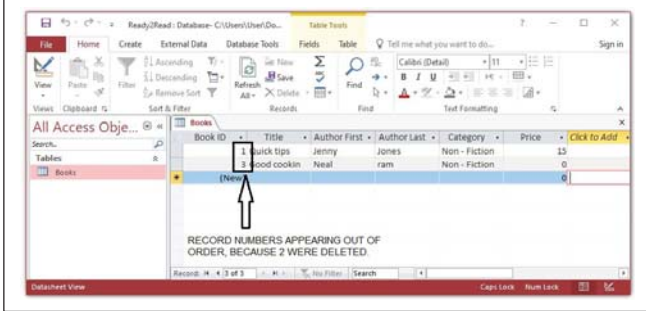 Ready2Read : Database- C:\Users\User\Do...
Table Tools
?
File Home Create External Data Database Tools Fields Table Tell me what you want to do... Sign in
View Paste Filter Ascending Descending Remove Sort Refresh All New Save Delete Find
Calibri (Detail) 11
B I U
Views Clipboard Sort & Filter Records Find Text Formatting
All Access Obje...
Search..
Tables
Books
Books
Book ID Title Author First Author Last Category Price Click to Add
1 Quick tips Jenny Jones Non - Fiction 15
3 Good cookin Neal ram Non - Fiction 0
(New) 0
RECORD NUMBERS APPEARING OUT OF
ORDER, BECAUSE 2 WERE DELETED.
Record: 3 of 3 No Filter Search
Datasheet View Caps Lock Num Lock